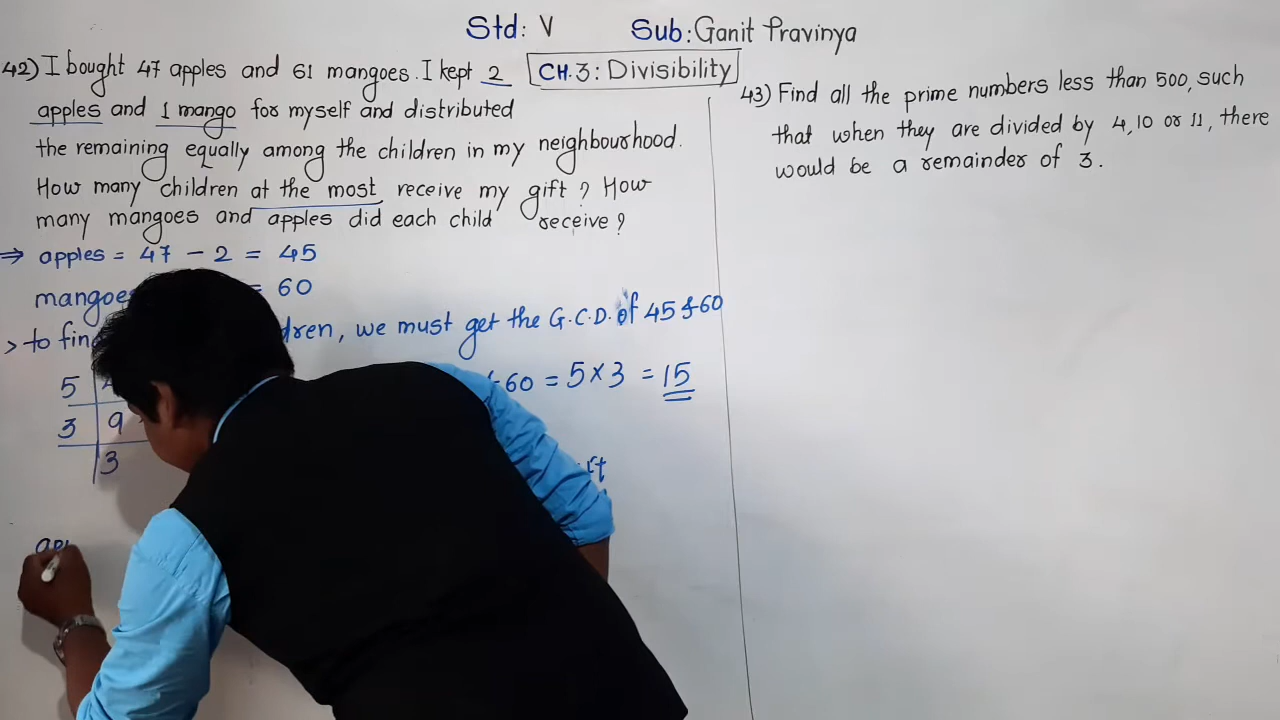 Std: V Sub: Ganit Pravinya
CH.3: Divisibility
42) I bought 47 apples and 61 mangoes. I kept 2
apples and 1 mango for myself and distributed
the remaining equally among the children in my neighbourhood.
How many children at the most receive my gift? How
many mangoes and apples did each child receive?
⇒ apples = 47 - 2 = 45
mangoes = 60
> to find we must get the G.C.D. of 45 & 60
5
60 = 5 × 3 = 15
3 9
3
43) Find all the prime numbers less than 500, such
that when they are divided by 4, 10 or 11, there
would be a remainder of 3.